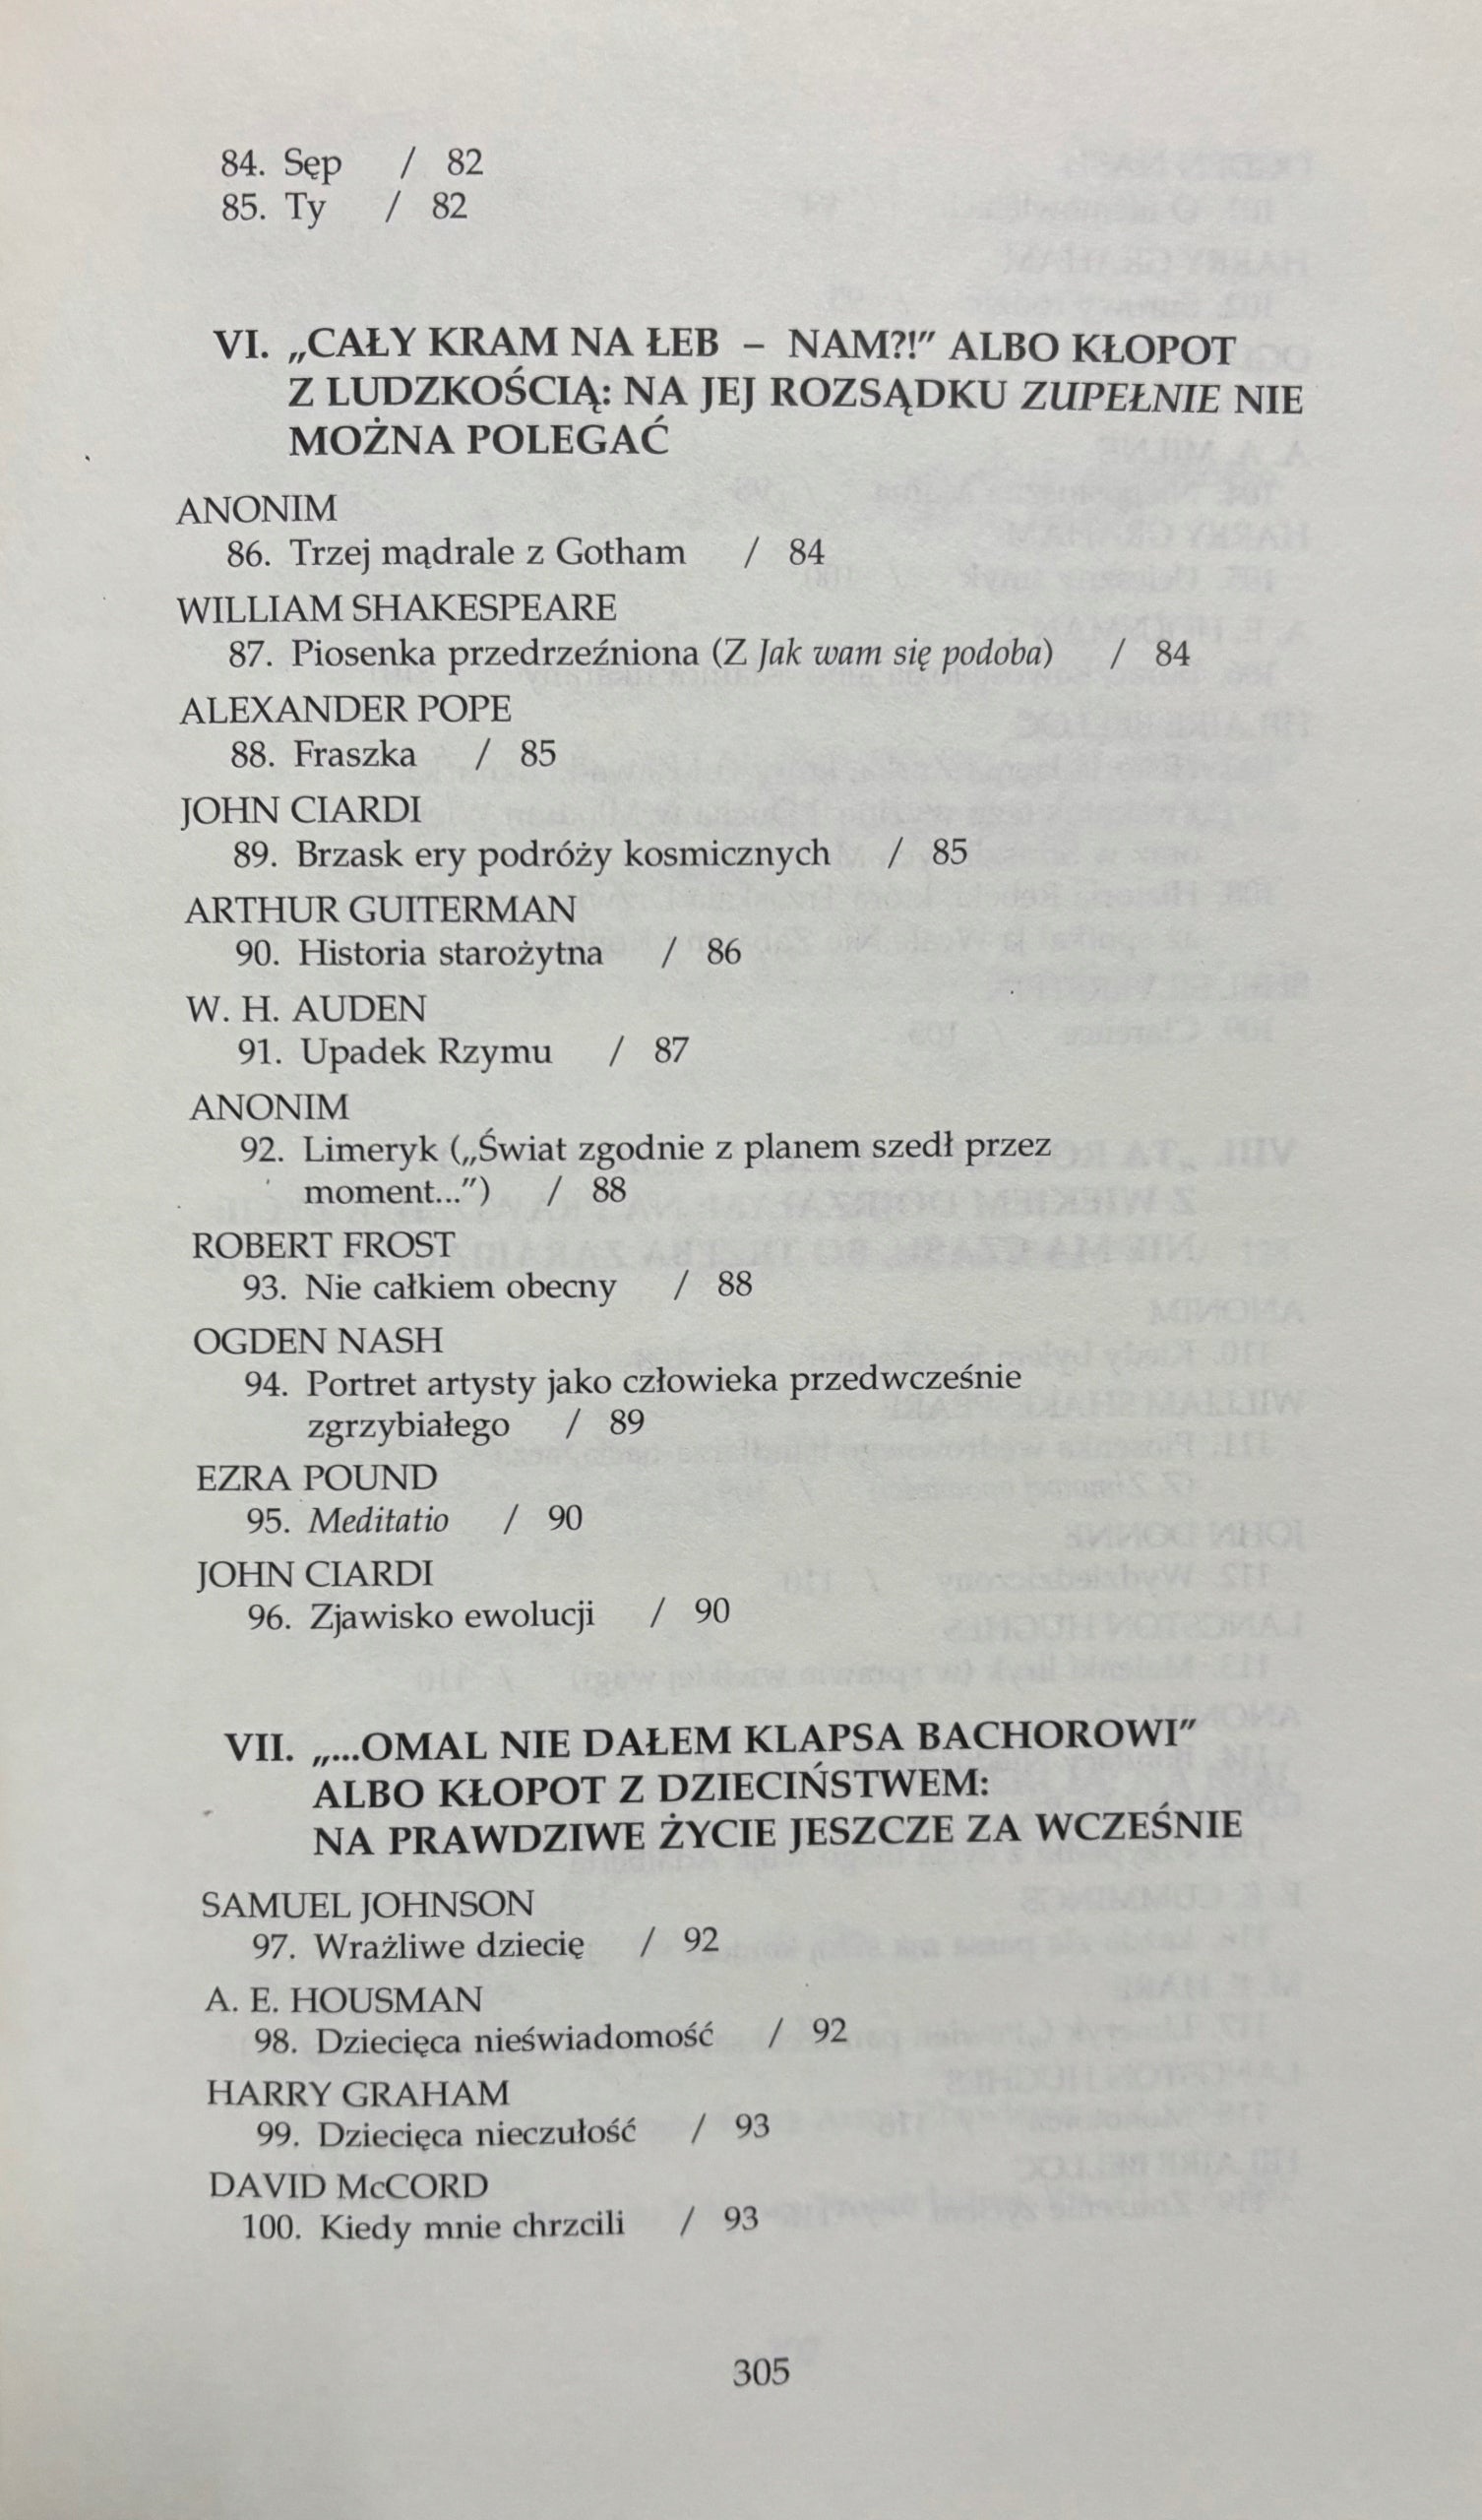 84. Sęp / 82
85. Ty / 82
VI. „CAŁY KRAM NA ŁEB – NAM?!” ALBO KŁOPOT
Z LUDZKOŚCIĄ: NA JEJ ROZSĄDKU ZUPEŁNIE NIE
MOŻNA POLEGAĆ
ANONIM
86. Trzej mądrale z Gotham / 84
WILLIAM SHAKESPEARE
87. Piosenka przedrzeźniona (Z Jak wam się podoba) / 84
ALEXANDER POPE
88. Fraszka / 85
JOHN CIARDI
89. Brzask ery podróży kosmicznych / 85
ARTHUR GUITERMAN
90. Historia starożytna / 86
W. H. AUDEN
91. Upadek Rzymu / 87
ANONIM
92. Limeryk („Świat zgodnie z planem szedł przez
moment...”) / 88
ROBERT FROST
93. Nie całkiem obecny / 88
OGDEN NASH
94. Portret artysty jako człowieka przedwcześnie
zgrzybiałego / 89
EZRA POUND
95. Meditatio / 90
JOHN CIARDI
96. Zjawisko ewolucji / 90
VII. „...OMAL NIE DAŁEM KLAPSA BACHOROWI”
ALBO KŁOPOT Z DZIECIŃSTWEM:
NA PRAWDZIWE ŻYCIE JESZCZE ZA WCZEŚNIE
SAMUEL JOHNSON
97. Wrażliwe dziecię / 92
A. E. HOUSMAN
98. Dziecięca nieświadomość / 92
HARRY GRAHAM
99. Dziecięca nieczułość / 93
DAVID McCORD
100. Kiedy mnie chrzcili / 93
305